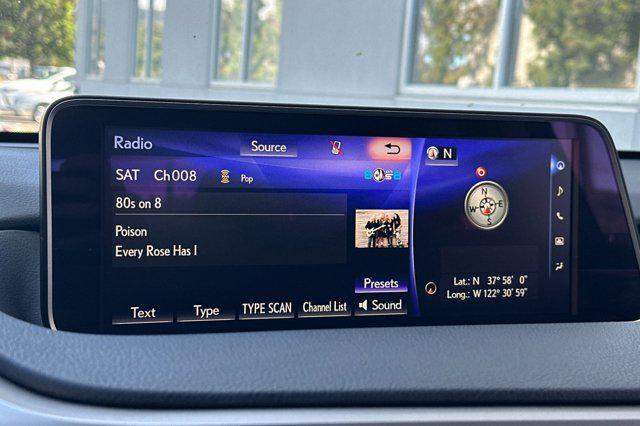 Radio
Source
N
SAT Ch008
Pop
80s on 8
Poison
Every Rose Has I
N
W E
S
Lat.: N 37° 58' 0"
Long.: W 122° 30' 59"
Presets
Text
Type
TYPE SCAN
Channel List
Sound